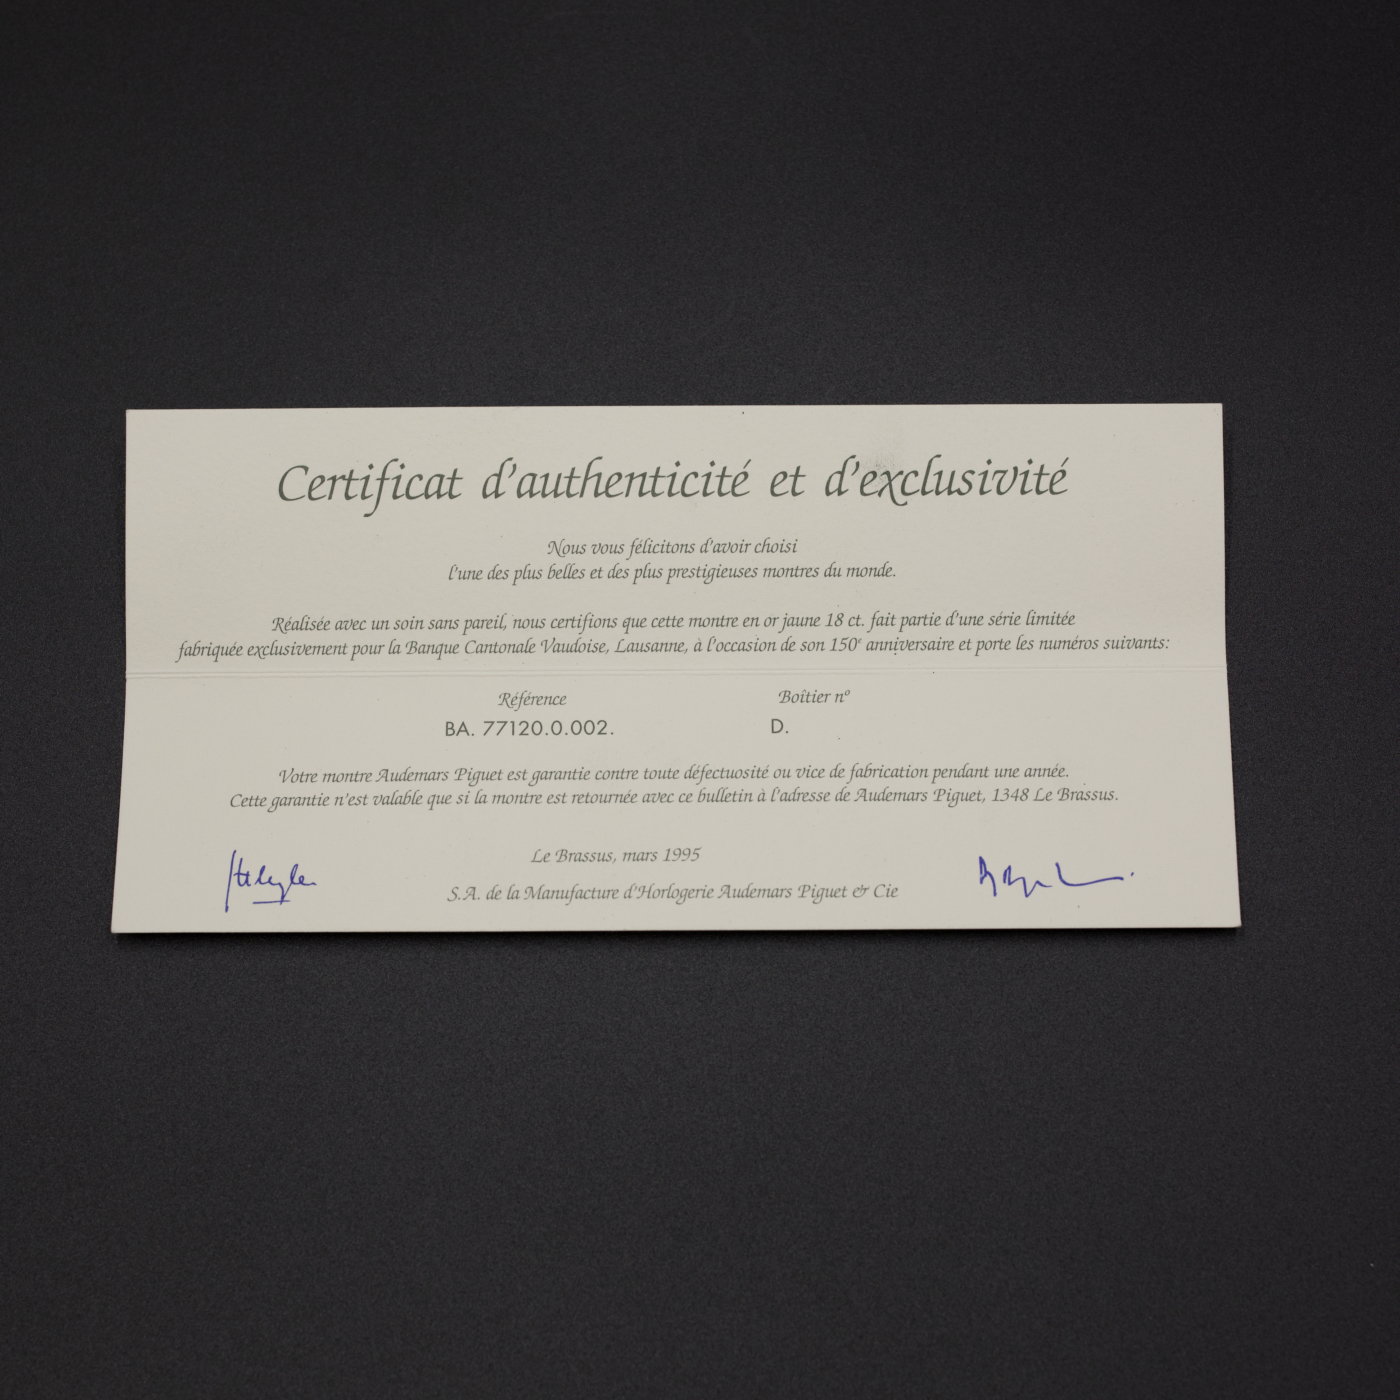 Certificat d'authenticité et d'exclusivité
Nous vous félicitons d'avoir choisi
l'une des plus belles et des plus prestigieuses montres du monde.
Réalisée avec un soin sans pareil, nous certifions que cette montre en or jaune 18 ct. fait partie d'une série limitée
fabriquée exclusivement pour la Banque Cantonale Vaudoise, Lausanne, à l'occasion de son 150e anniversaire et porte les numéros suivants:
Référence Boîtier nº
BA. 77120.0.002. D.
Votre montre Audemars Piguet est garantie contre toute défectuosité ou vice de fabrication pendant une année.
Cette garantie n'est valable que si la montre est retournée avec ce bulletin à l'adresse de Audemars Piguet, 1348 Le Brassus.
Le Brassus, mars 1995
S.A. de la Manufacture d'Horlogerie Audemars Piguet & Cie